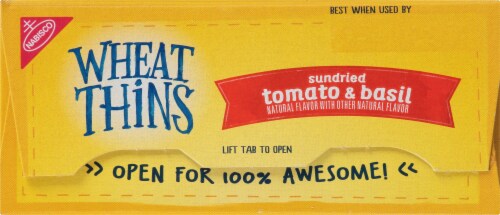 BEST WHEN USED BY
NABISCO
WHEAT
THINS
sundried
tomato & basil
NATURAL FLAVOR WITH OTHER NATURAL FLAVOR
LIFT TAB TO OPEN
>> OPEN FOR 100% AWESOME! <<